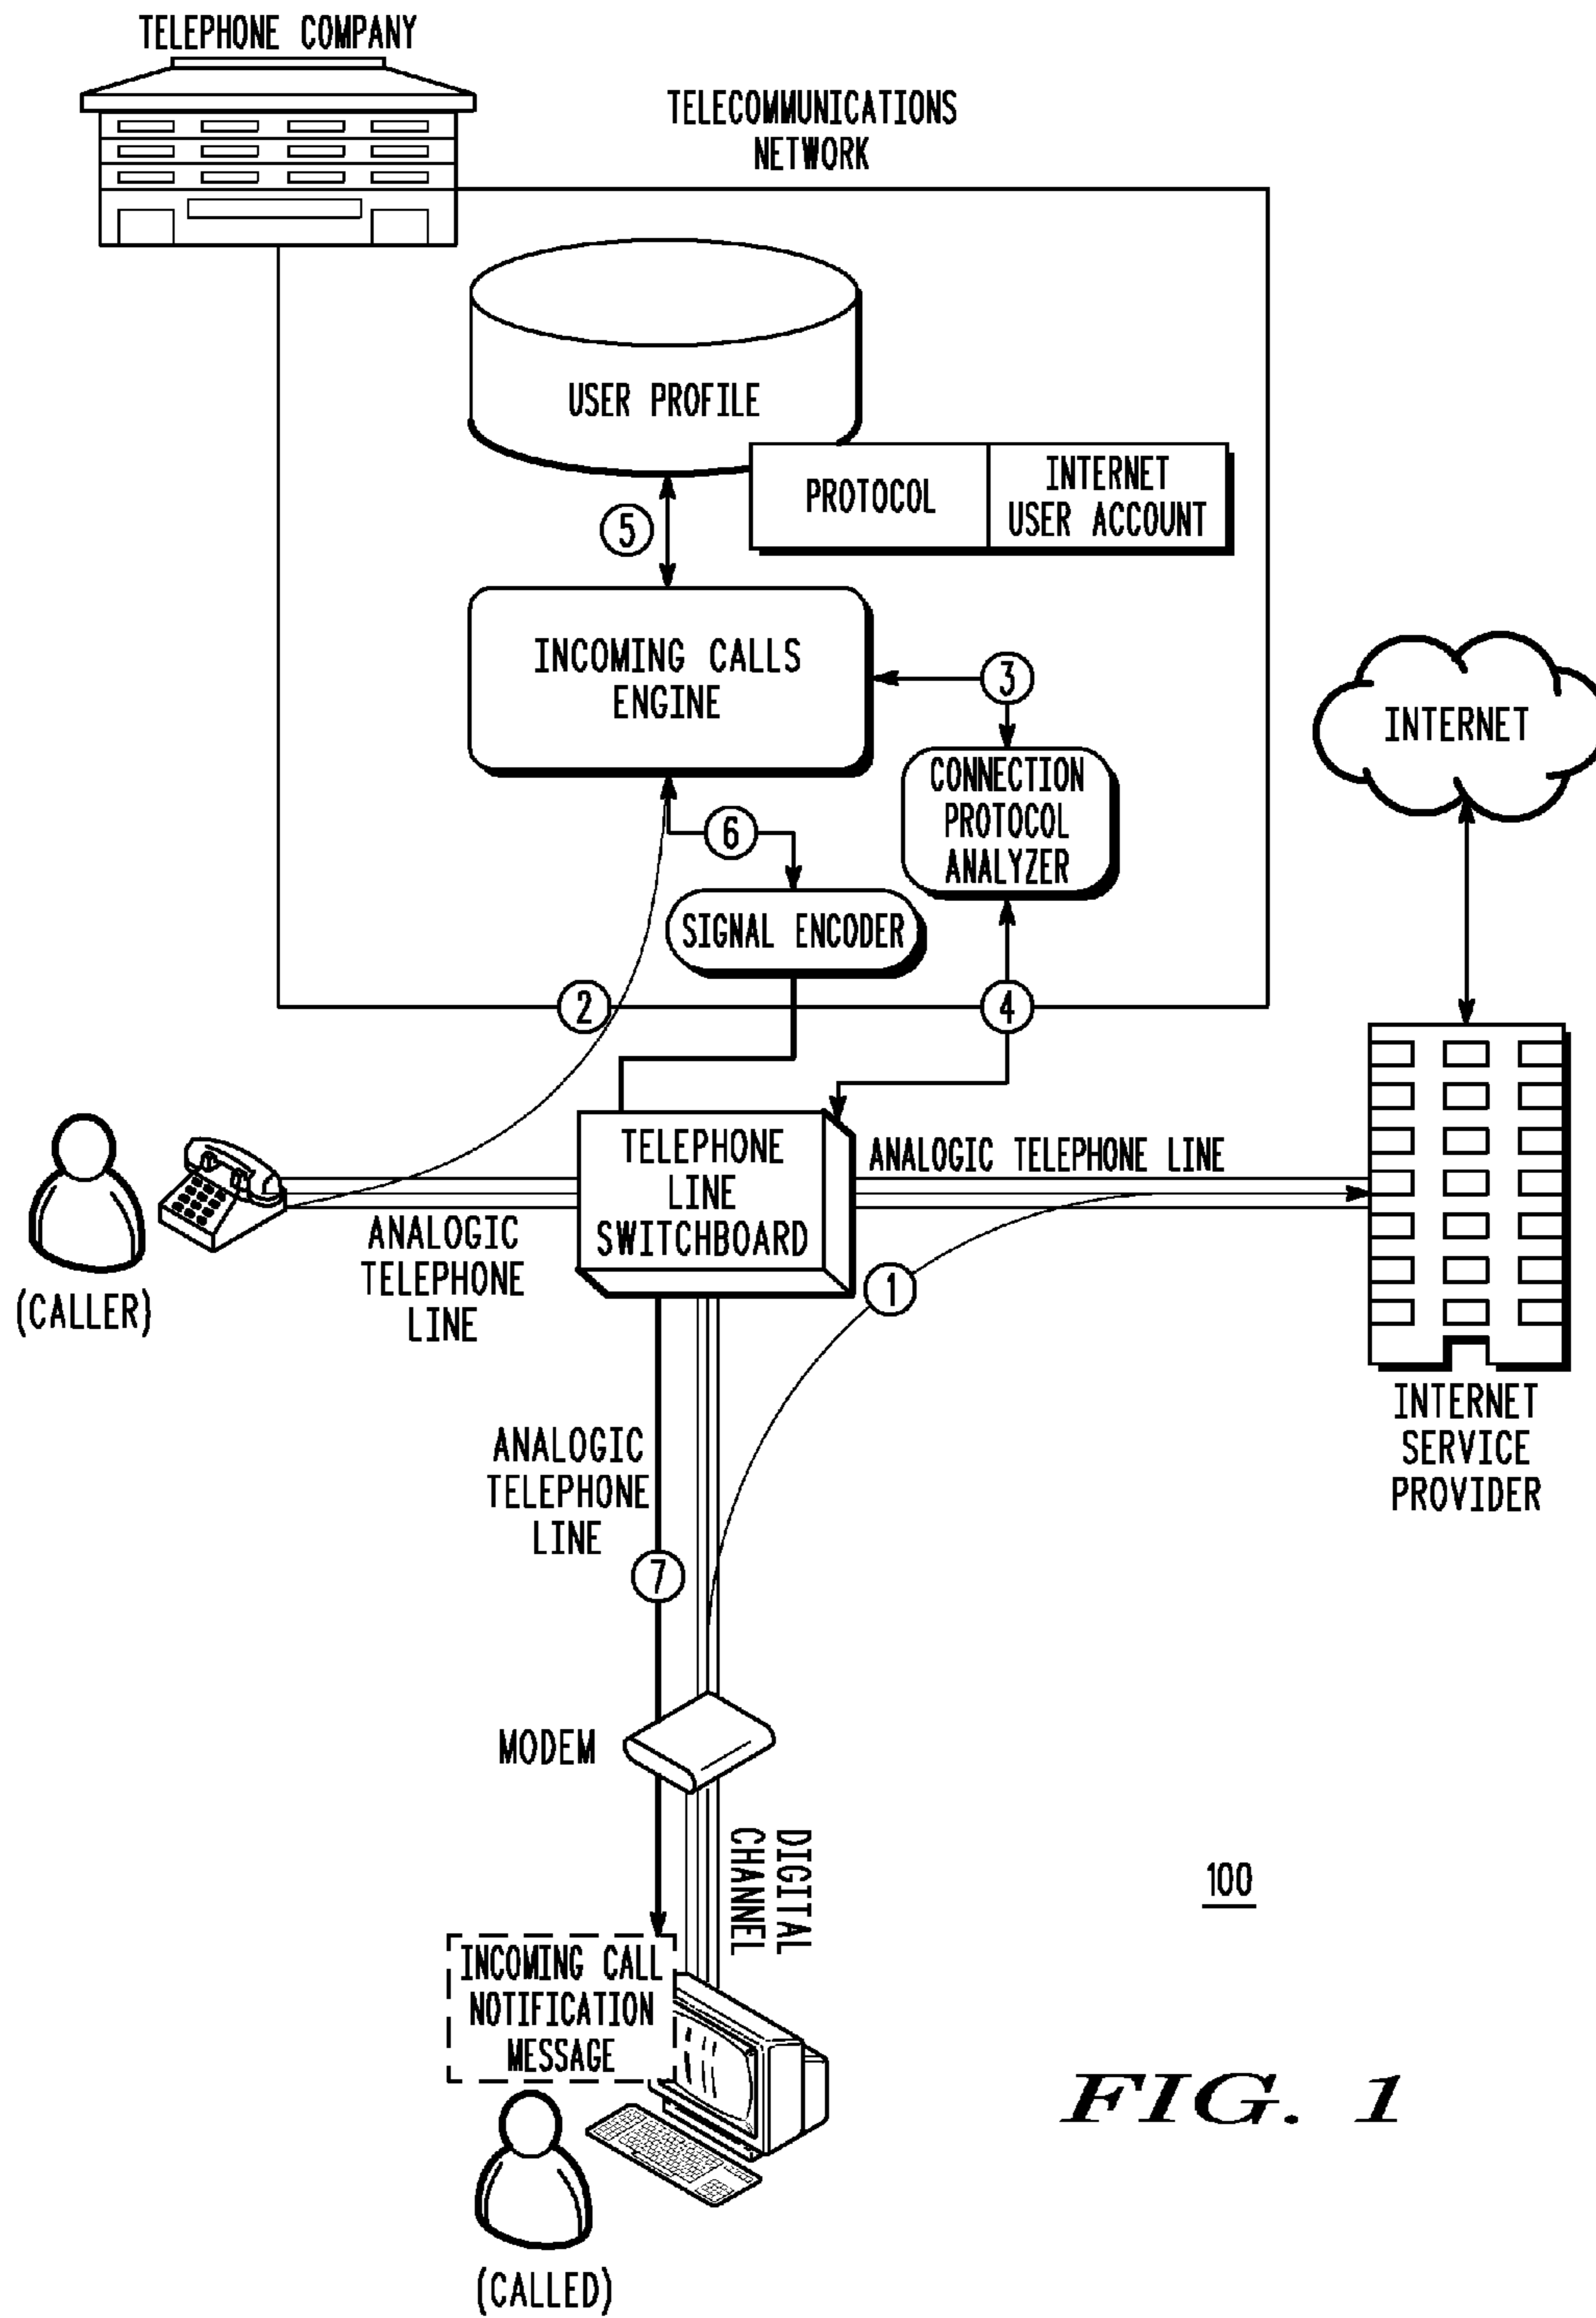 TELEPHONE COMPANY
TELECOMMUNICATIONS
NETWORK
USER PROFILE
PROTOCOL
INTERNET
USER ACCOUNT
5
INCOMING CALLS
ENGINE
3
INTERNET
CONNECTION
PROTOCOL
ANALYZER
6
SIGNAL ENCODER
2
4
TELEPHONE
LINE
SWITCHBOARD
ANALOGIC TELEPHONE LINE
ANALOGIC
TELEPHONE
LINE
(CALLER)
1
INTERNET
SERVICE
PROVIDER
ANALOGIC
TELEPHONE
LINE
7
MODEM
DIGITAL
CHANNEL
100
INCOMING CALL
NOTIFICATION
MESSAGE
FIG. 1
(CALLED)